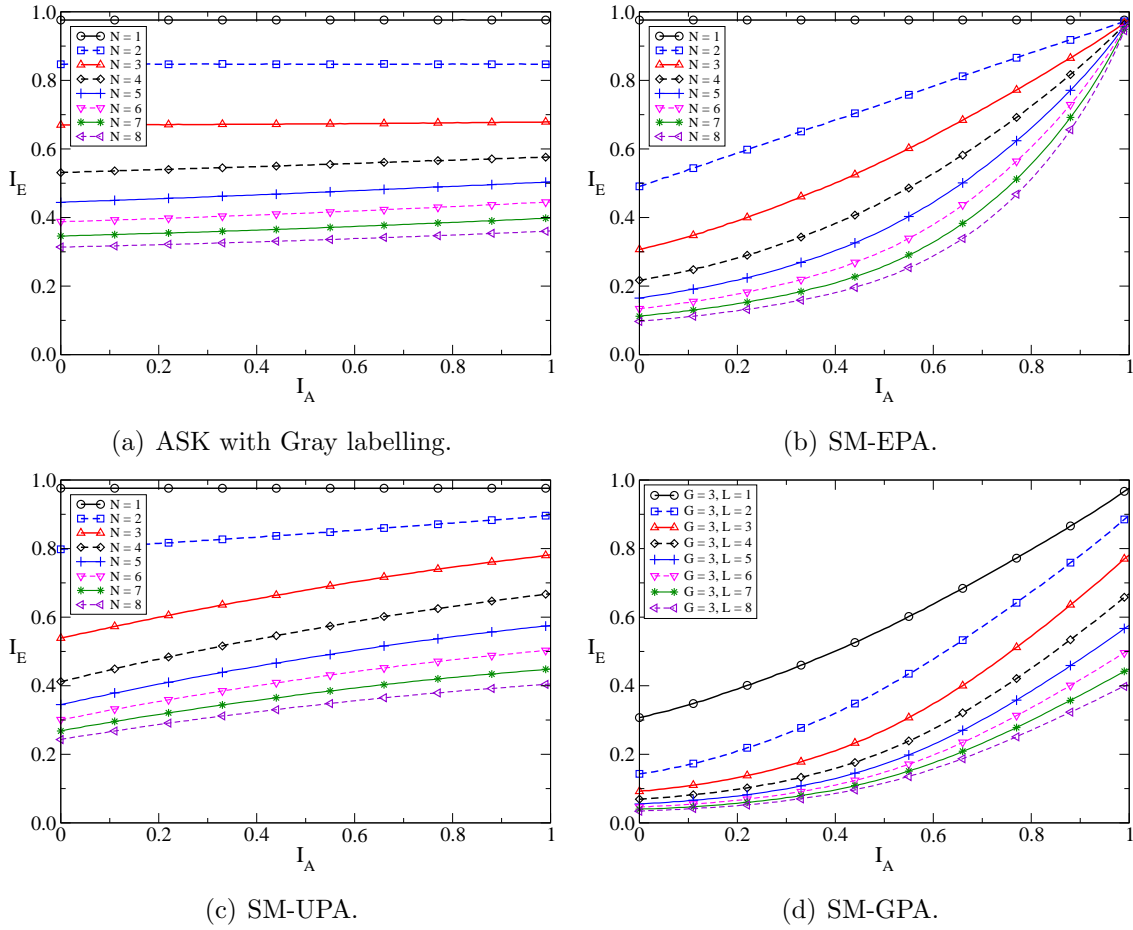 1.0
0.8
0.6
0.4
0.2
0.0
I_E
N = 1
N = 2
N = 3
N = 4
N = 5
N = 6
N = 7
N = 8
0 0.2 0.4 0.6 0.8 1
I_A
(a) ASK with Gray labelling.
1.0
0.8
0.6
0.4
0.2
0.0
I_E
N = 1
N = 2
N = 3
N = 4
N = 5
N = 6
N = 7
N = 8
0 0.2 0.4 0.6 0.8 1
I_A
(b) SM-EPA.
1.0
0.8
0.6
0.4
0.2
0.0
I_E
N = 1
N = 2
N = 3
N = 4
N = 5
N = 6
N = 7
N = 8
0 0.2 0.4 0.6 0.8 1
I_A
(c) SM-UPA.
1.0
0.8
0.6
0.4
0.2
0.0
I_E
G = 3, L = 1
G = 3, L = 2
G = 3, L = 3
G = 3, L = 4
G = 3, L = 5
G = 3, L = 6
G = 3, L = 7
G = 3, L = 8
0 0.2 0.4 0.6 0.8 1
I_A
(d) SM-GPA.